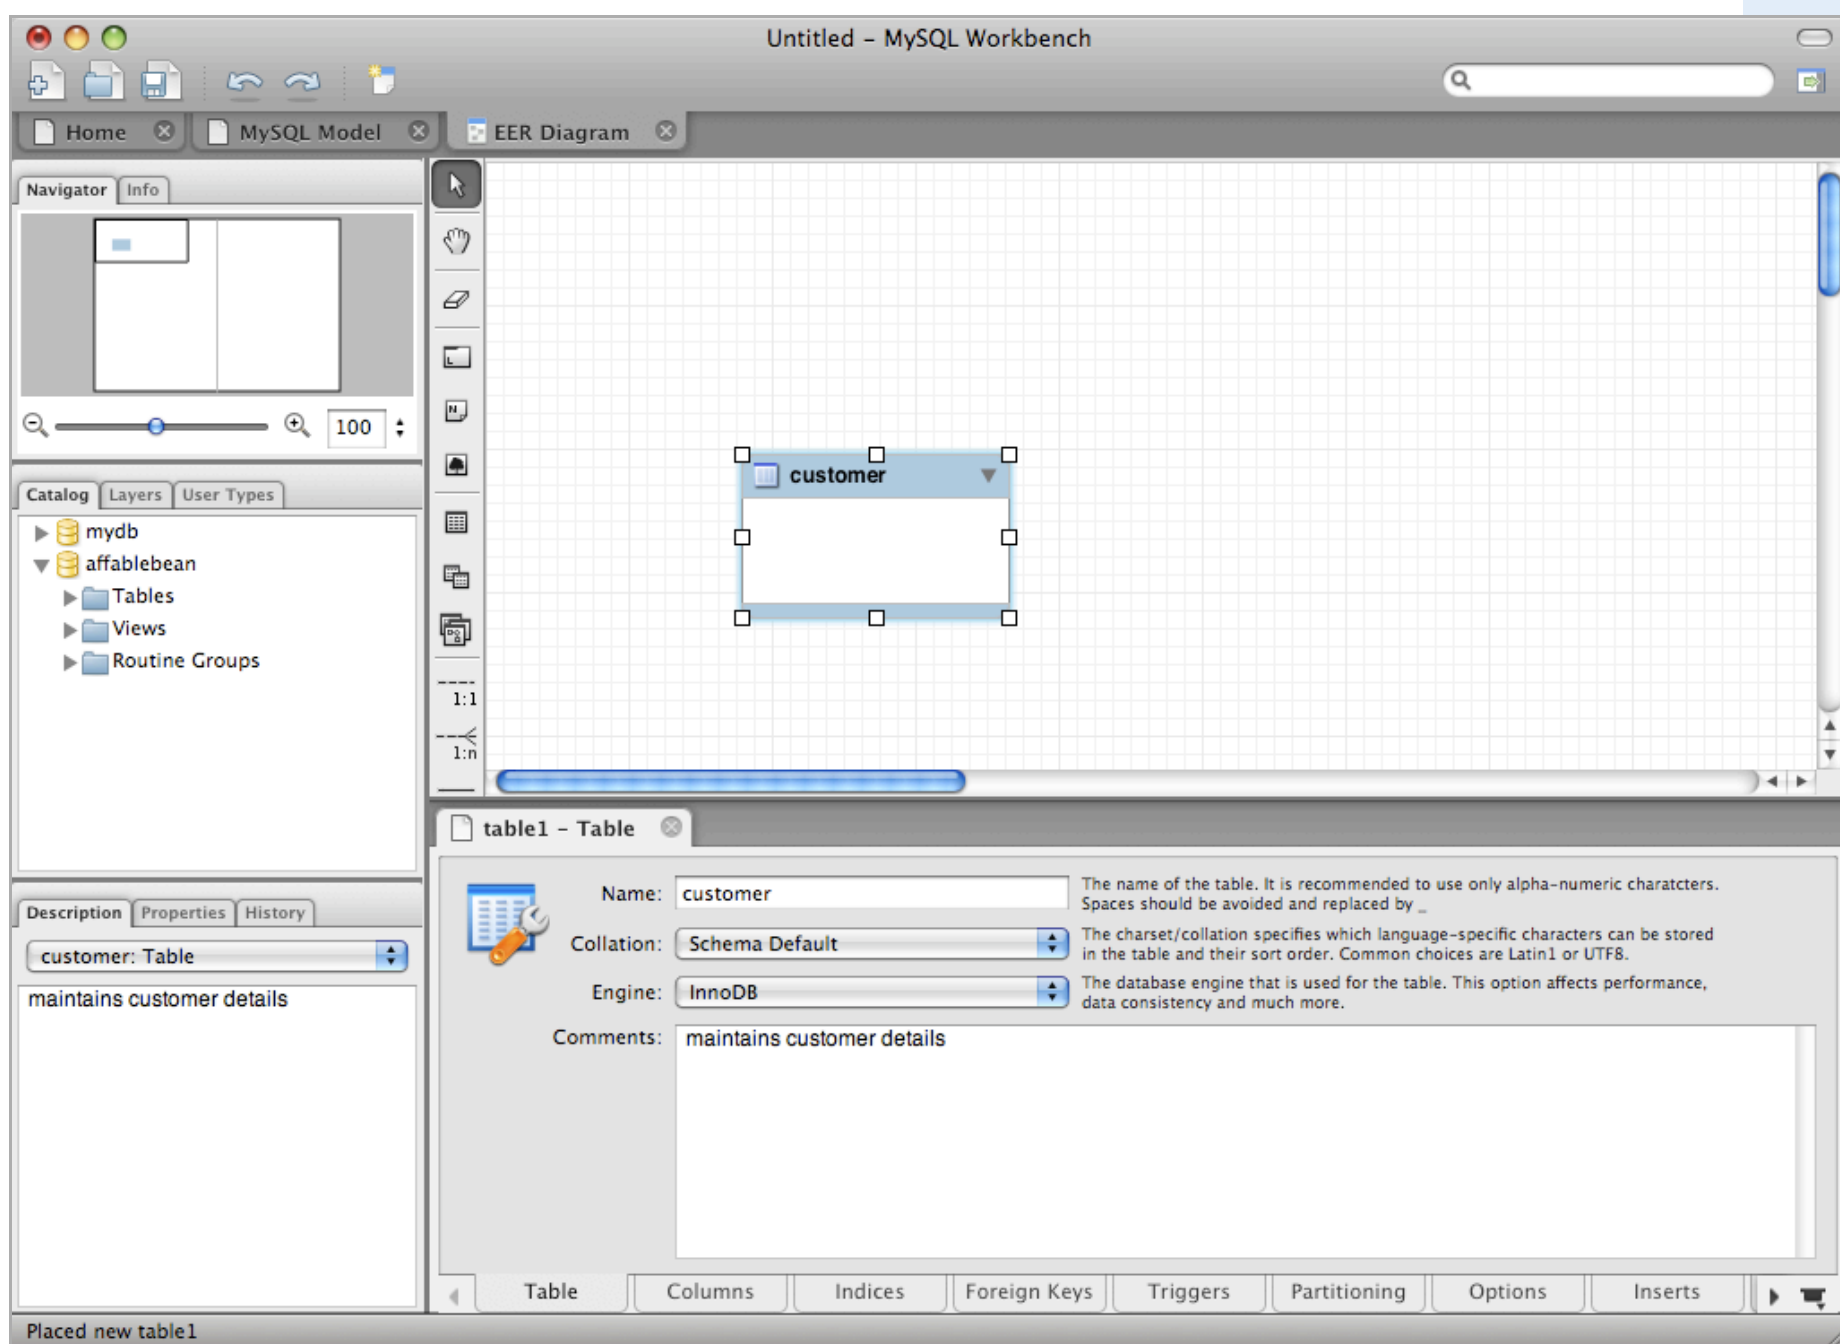 Untitled – MySQL Workbench
Home
MySQL Model
EER Diagram
Navigator
Info
100
Catalog
Layers
User Types
mydb
affablebean
Tables
Views
Routine Groups
Description
Properties
History
customer: Table
maintains customer details
L
N
1:1
1:n
customer
table1 – Table
Name:
customer
The name of the table. It is recommended to use only alpha-numeric charatcters.
Spaces should be avoided and replaced by _
Collation:
Schema Default
The charset/collation specifies which language-specific characters can be stored
in the table and their sort order. Common choices are Latin1 or UTF8.
Engine:
InnoDB
The database engine that is used for the table. This option affects performance,
data consistency and much more.
Comments:
maintains customer details
Table
Columns
Indices
Foreign Keys
Triggers
Partitioning
Options
Inserts
Placed new table1